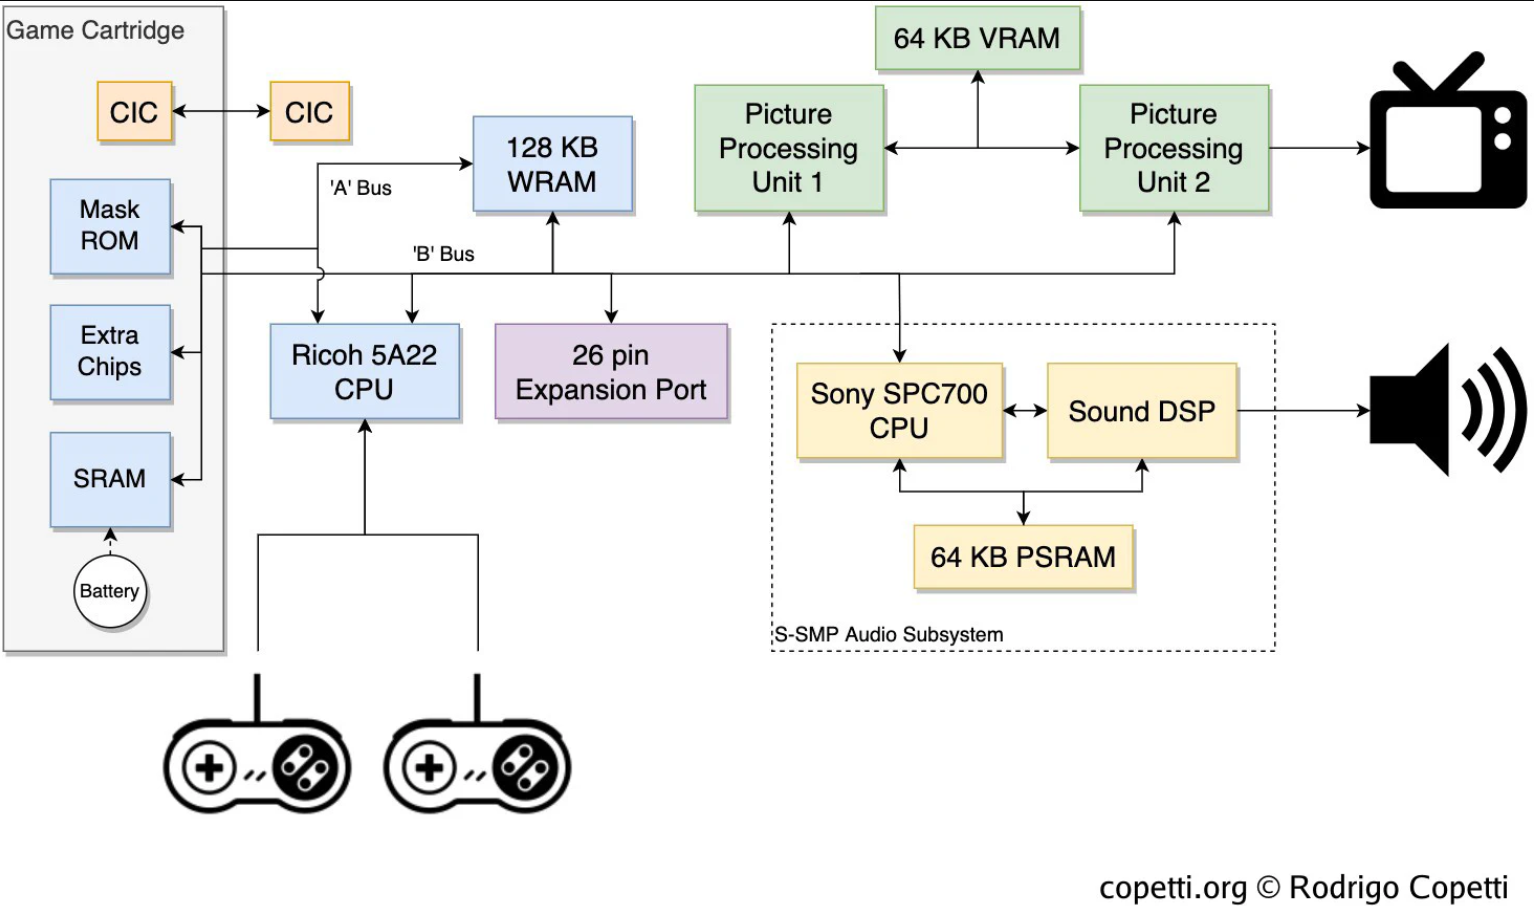 Game Cartridge
64 KB VRAM
CIC
CIC
128 KB
WRAM
Picture
Processing
Unit 1
Picture
Processing
Unit 2
'A' Bus
Mask
ROM
'B' Bus
Extra
Chips
Ricoh 5A22
CPU
26 pin
Expansion Port
Sony SPC700
CPU
Sound DSP
SRAM
64 KB PSRAM
Battery
S-SMP Audio Subsystem
copetti.org © Rodrigo Copetti